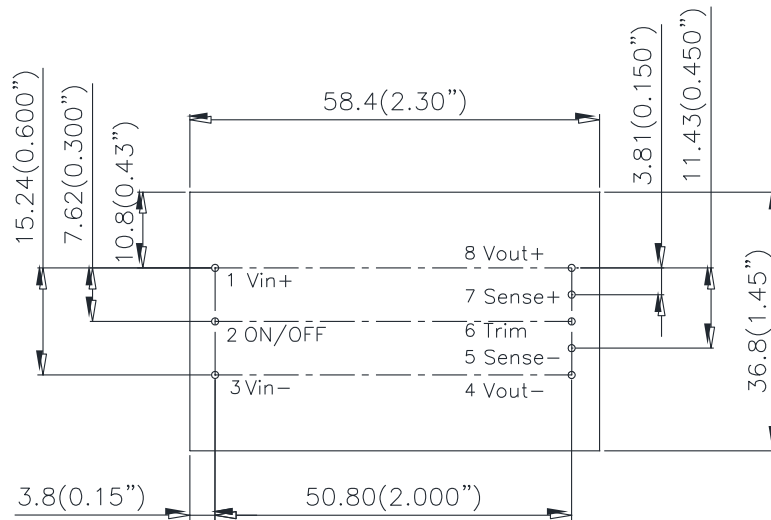 58.4(2.30”)
15.24(0.600”)
7.62(0.300”)
10.8(0.43”)
3.81(0.150”)
11.43(0.450”)
36.8(1.45”)
1 Vin+
2 ON/OFF
3 Vin−
8 Vout+
7 Sense+
6 Trim
5 Sense−
4 Vout−
3.8(0.15”)
50.80(2.000”)